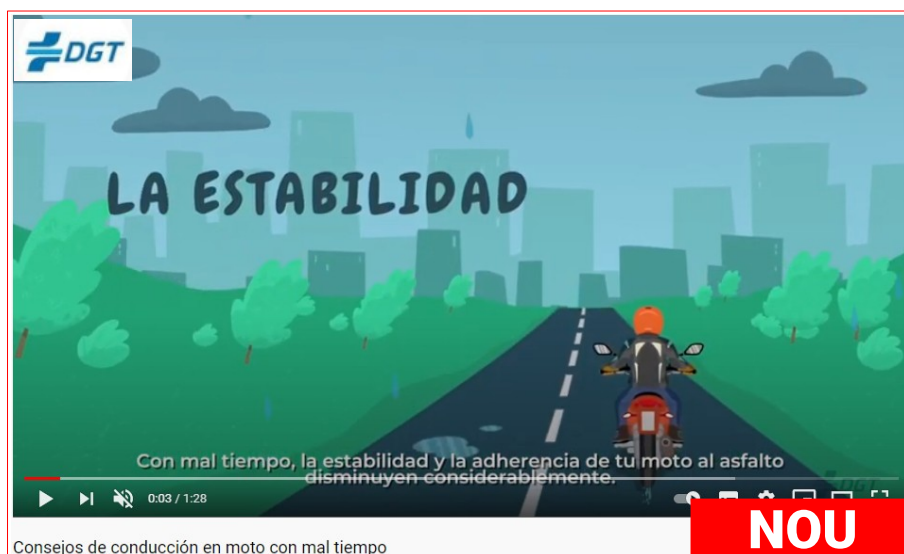 DGT
LA ESTABILIDAD
Con mal tiempo, la estabilidad y la adherencia de tu moto al asfalto
disminuyen considerablemente.
DGT
0:03 / 1:28
NOU
Consejos de conducción en moto con mal tiempo